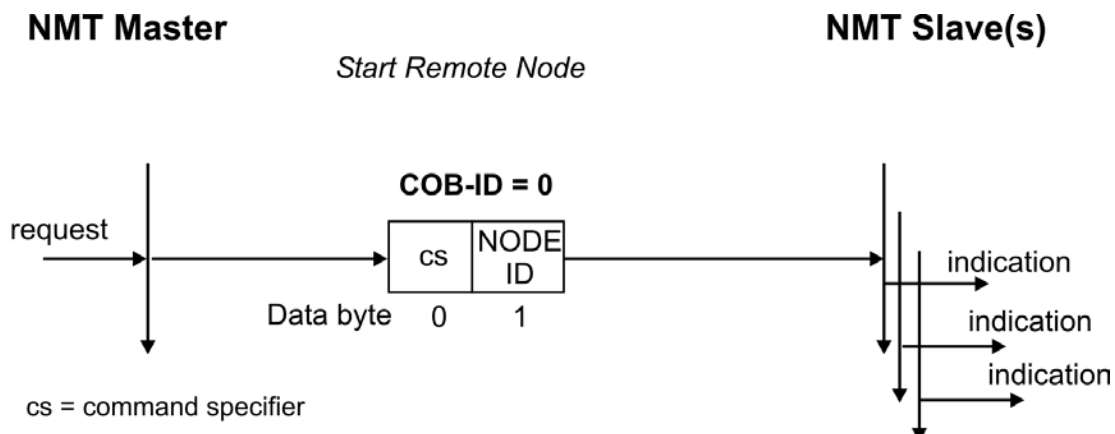 NMT Master NMT Slave(s)
Start Remote Node
COB-ID = 0
request cs NODE ID indication
Data byte 0 1 indication
indication
cs = command specifier